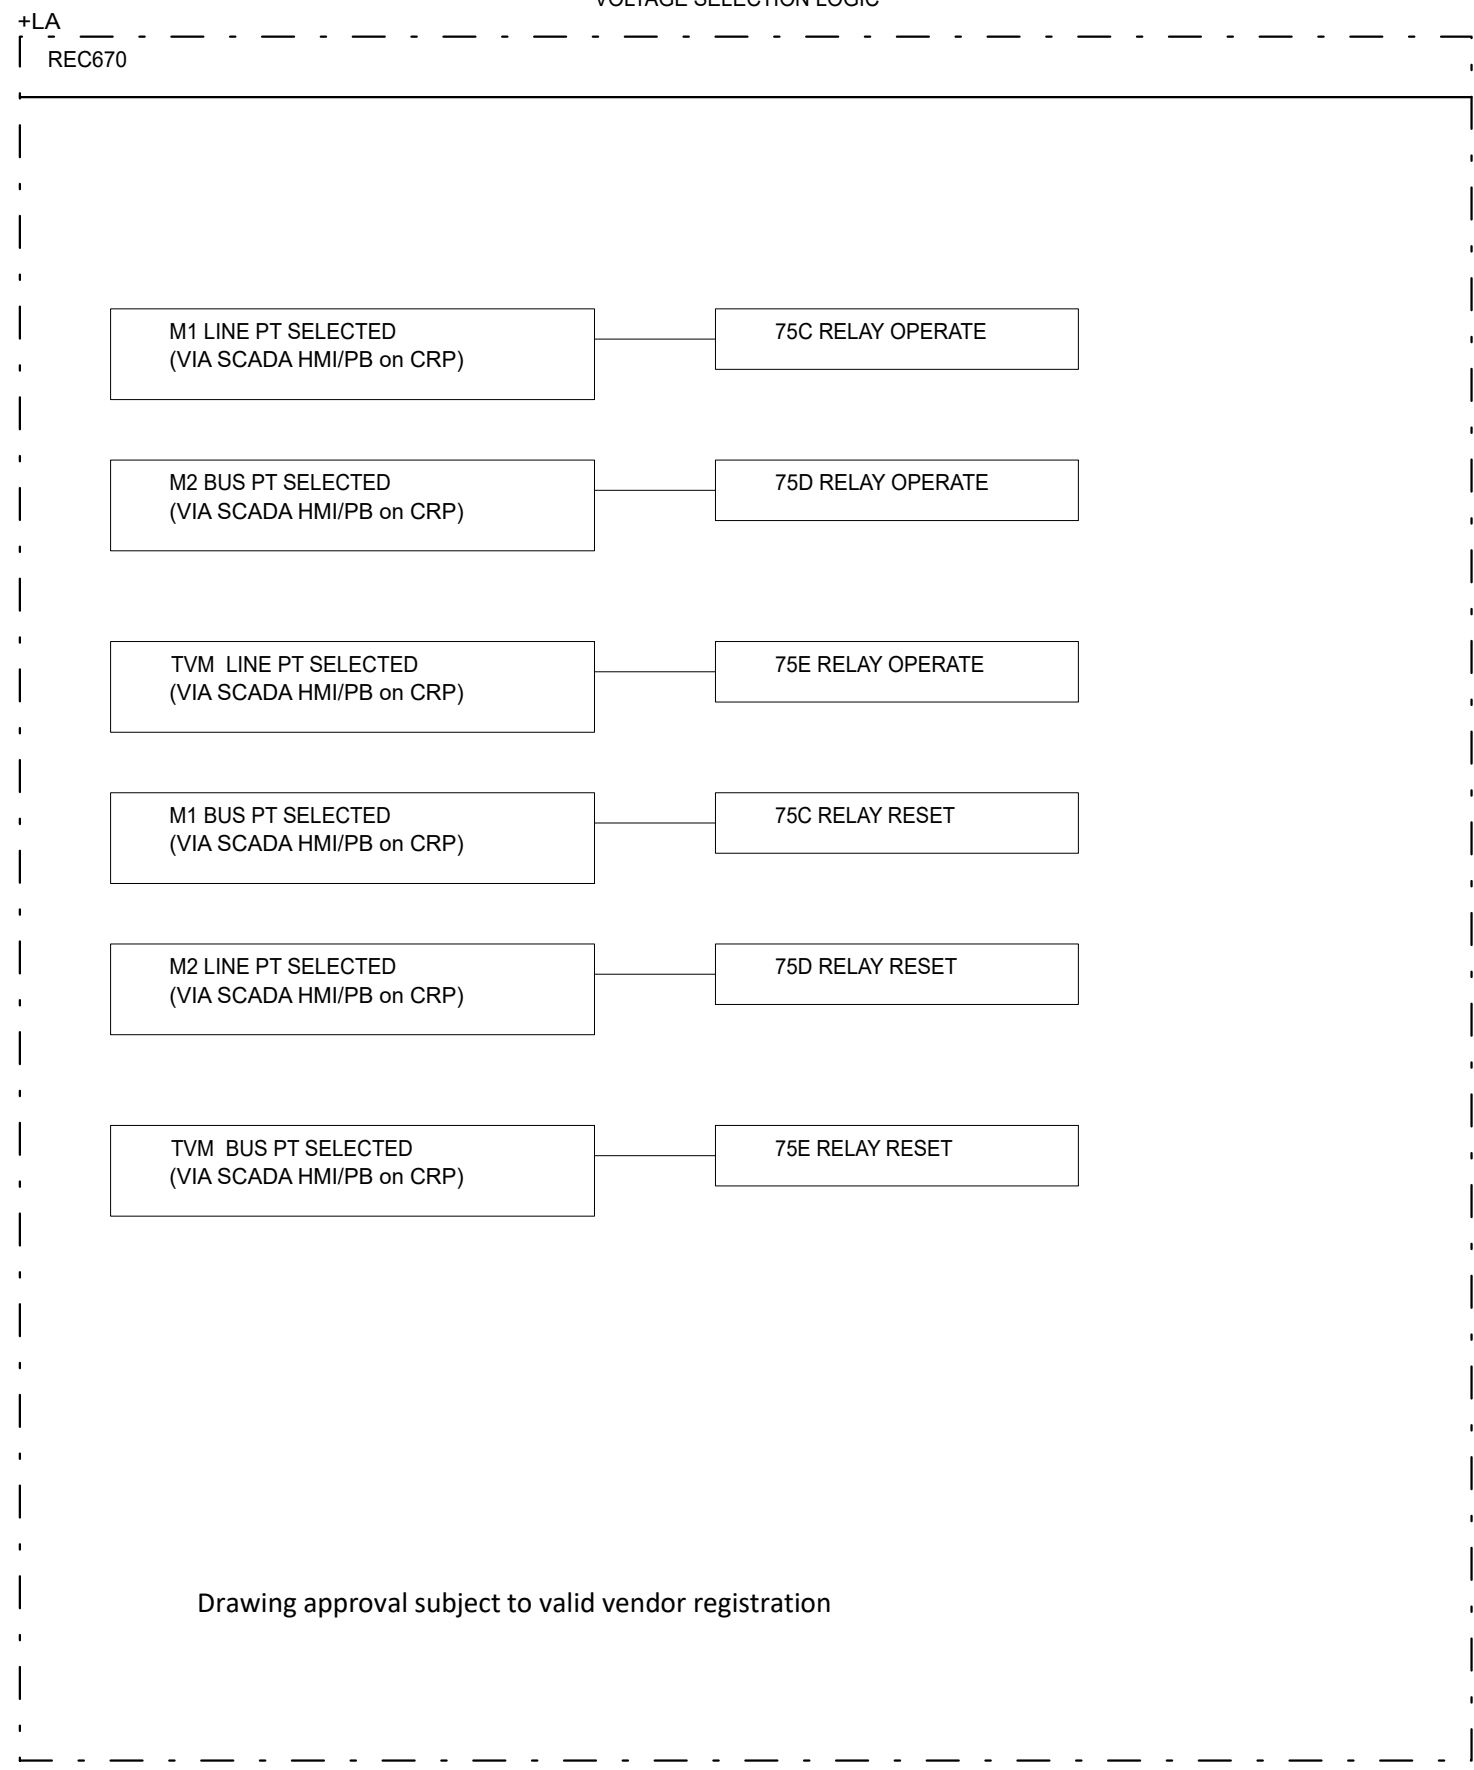 VOLTAGE SELECTION LOGIC
+LA
REC670
M1 LINE PT SELECTED
(VIA SCADA HMI/PB on CRP)
75C RELAY OPERATE
M2 BUS PT SELECTED
(VIA SCADA HMI/PB on CRP)
75D RELAY OPERATE
TVM LINE PT SELECTED
(VIA SCADA HMI/PB on CRP)
75E RELAY OPERATE
M1 BUS PT SELECTED
(VIA SCADA HMI/PB on CRP)
75C RELAY RESET
M2 LINE PT SELECTED
(VIA SCADA HMI/PB on CRP)
75D RELAY RESET
TVM BUS PT SELECTED
(VIA SCADA HMI/PB on CRP)
75E RELAY RESET
Drawing approval subject to valid vendor registration